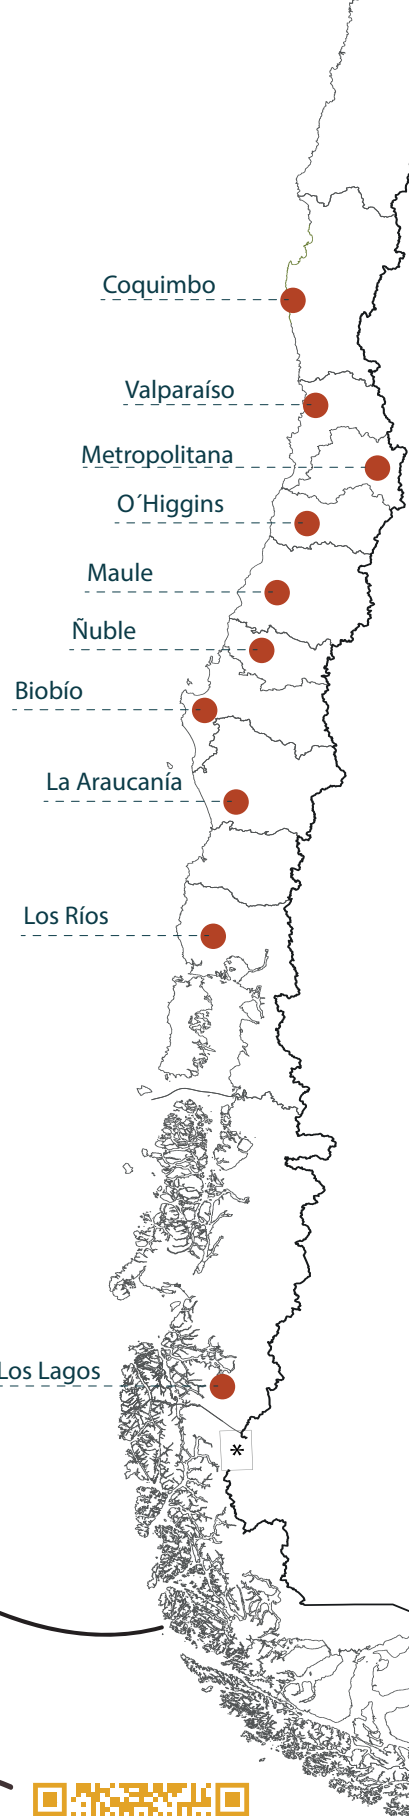 Coquimbo
Valparaíso
Metropolitana
O´Higgins
Maule
Ñuble
Biobío
La Araucanía
Los Ríos
Los Lagos
*